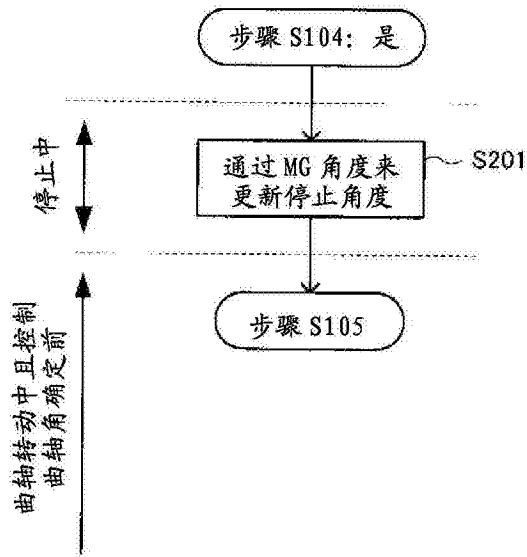 步骤 S104：是
停止中
通过 MG 角度来
更新停止角度
S201
步骤 S105
曲轴转动中且控制
曲轴角确定前